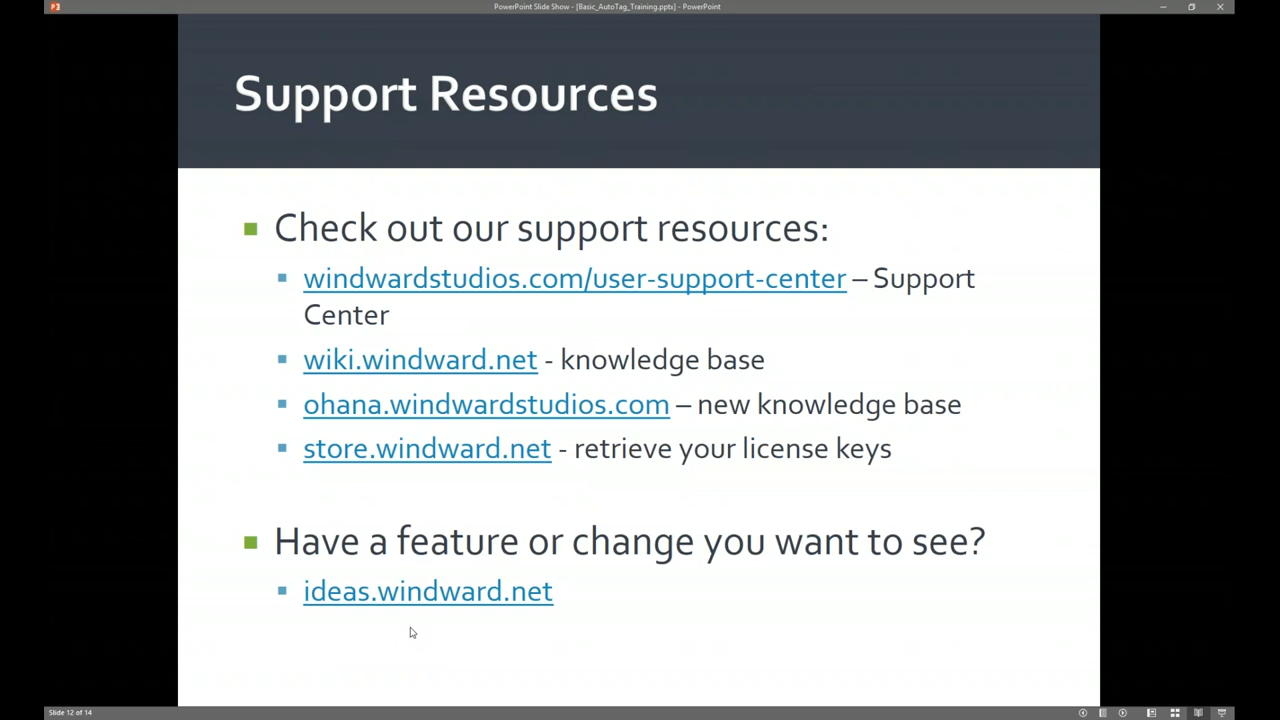 PowerPoint Slide Show - [Basic_AutoTag_Training.pptx] - PowerPoint
Support Resources
Check out our support resources:
windwardstudios.com/user-support-center – Support
Center
wiki.windward.net - knowledge base
ohana.windwardstudios.com – new knowledge base
store.windward.net - retrieve your license keys
Have a feature or change you want to see?
ideas.windward.net
Slide 12 of 14